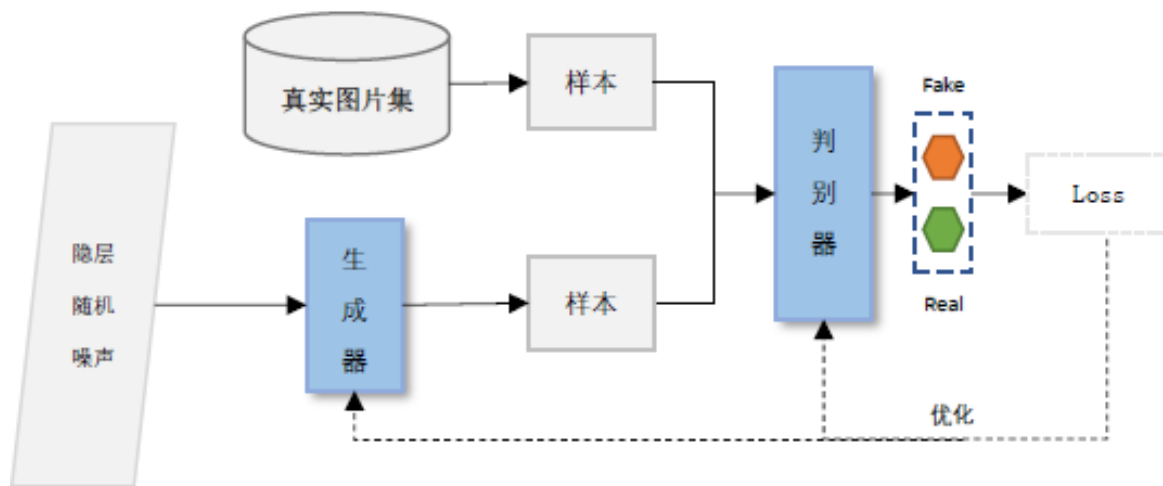 真实图片集
样本
隐层
随机
噪声
生
成
器
样本
判
别
器
Fake
Real
Loss
优化